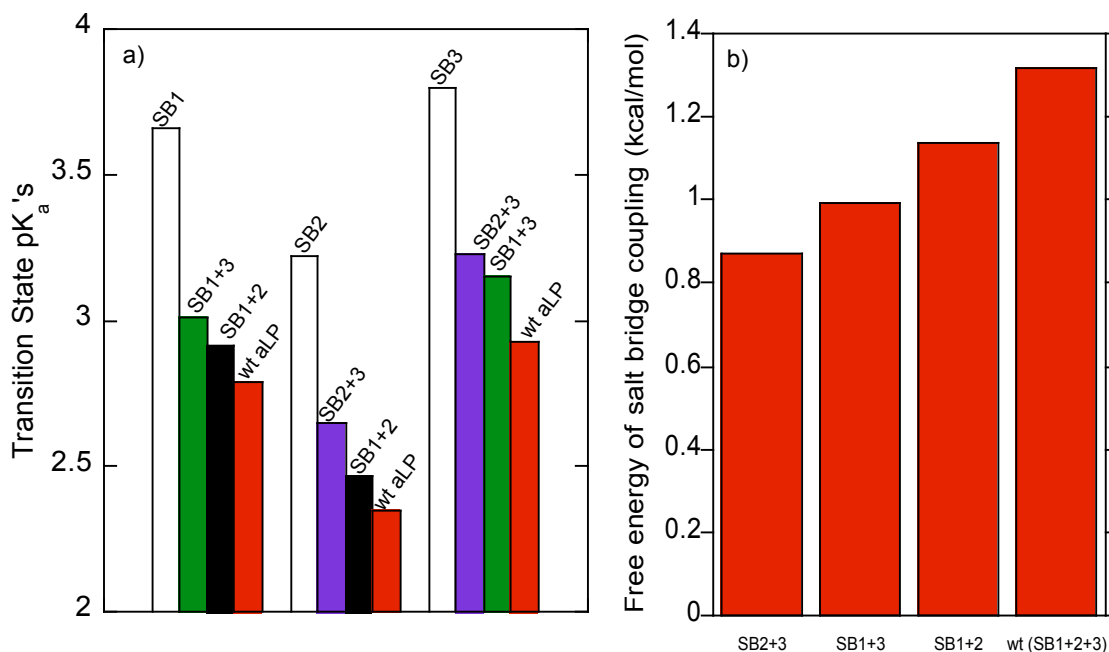 a)
Transition State pK a 's
4
3.5
3
2.5
2
SB1
SB1+3
SB1+2
wt aLP
SB2
SB2+3
SB1+2
wt aLP
SB3
SB2+3
SB1+3
wt aLP
b)
Free energy of salt bridge coupling (kcal/mol)
1.4
1.2
1
0.8
0.6
0.4
0.2
0
SB2+3
SB1+3
SB1+2
wt (SB1+2+3)